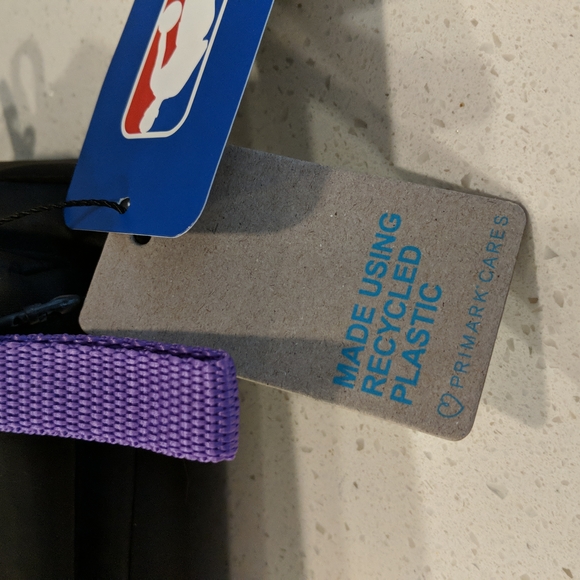 MADE USING
RECYCLED
PLASTIC
PRIMARK CARES